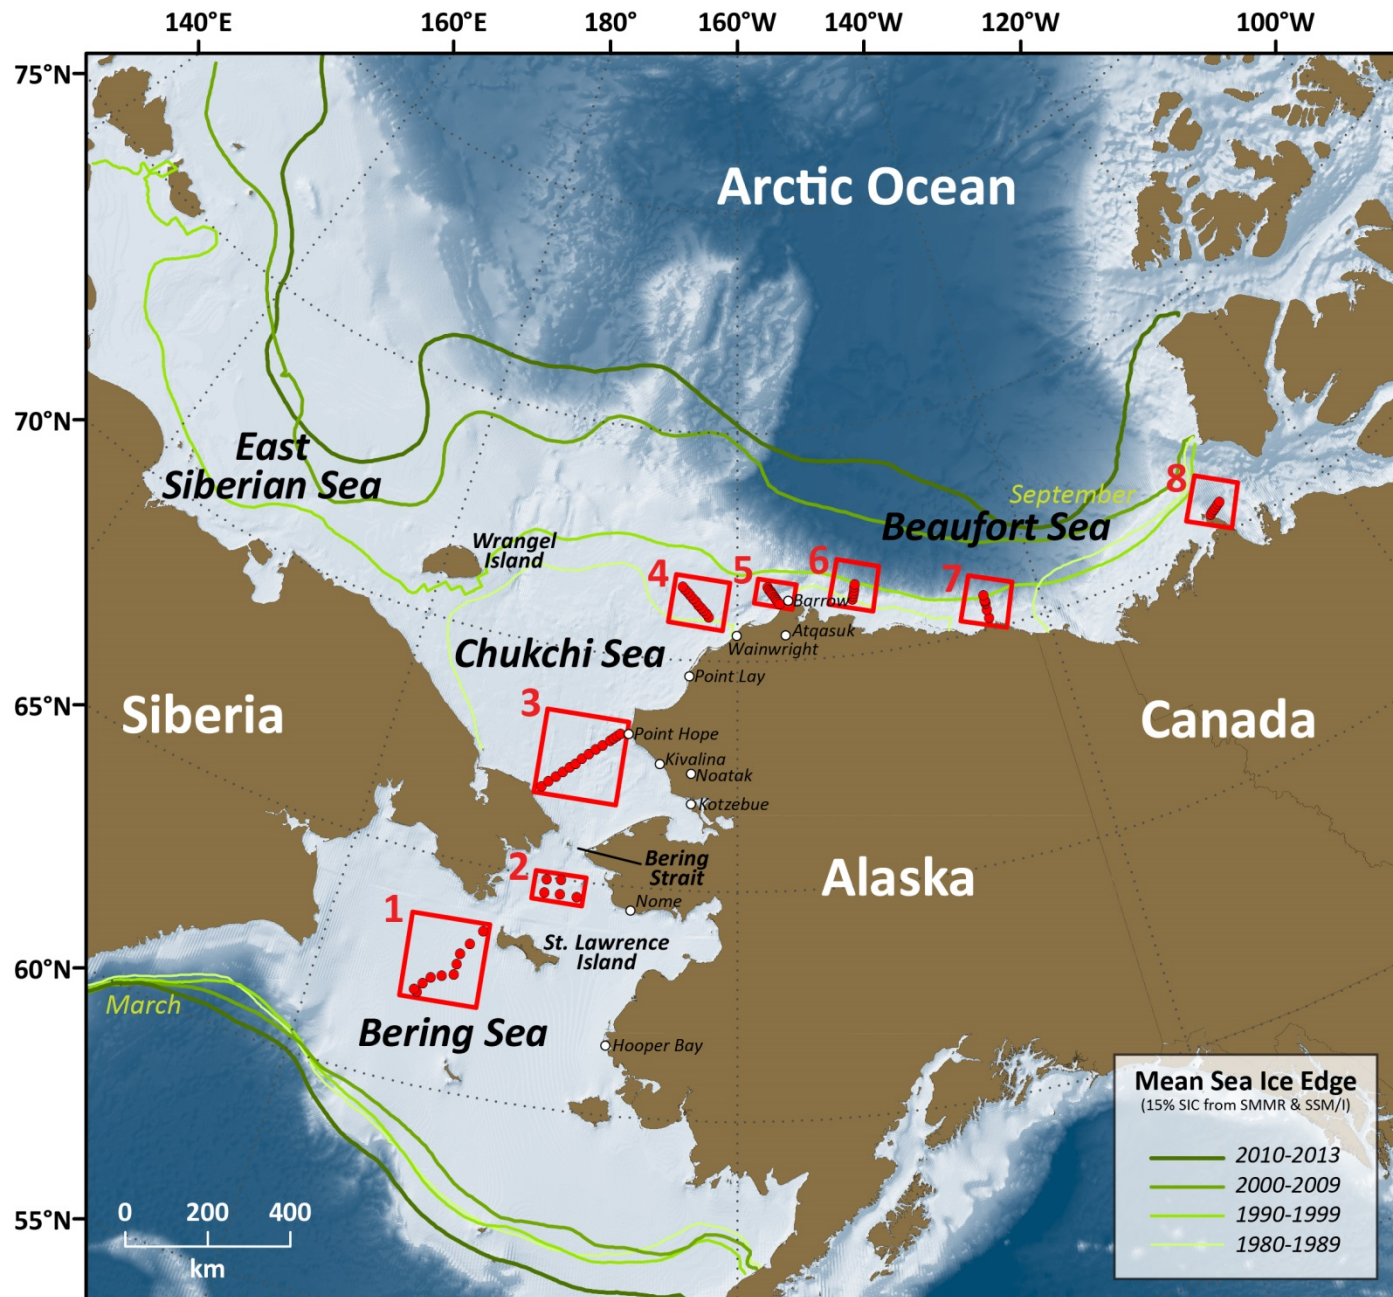 140°E 160°E 180° 160°W 140°W 120°W 100°W
75°N
Arctic Ocean
70°N
East
Siberian Sea
September
8
Beaufort Sea
Wrangel
Island
4
5
6
7
Barrow
Atqasuk
Wainwright
Chukchi Sea
Point Lay
65°N
Siberia
3
Canada
Point Hope
Kivalina
Noatak
Kotzebue
Bering
Strait
2
Alaska
1
Nome
St. Lawrence
Island
60°N
March
Bering Sea
Hooper Bay
Mean Sea Ice Edge
(15% SIC from SMMR & SSM/I)
2010-2013
2000-2009
1990-1999
1980-1989
55°N
0 200 400
km